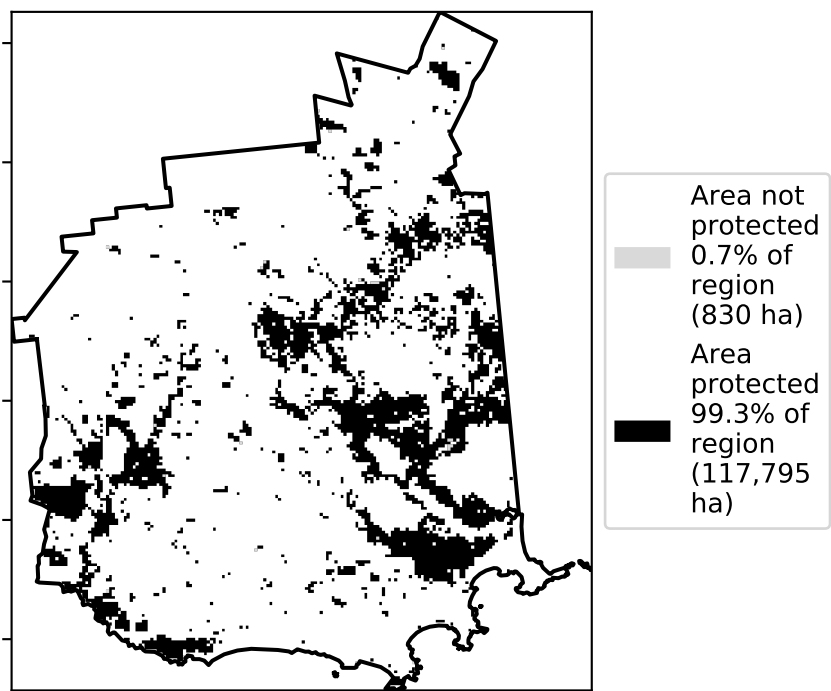 Area not
protected
0.7% of
region
(830 ha)
Area
protected
99.3% of
region
(117,795
ha)